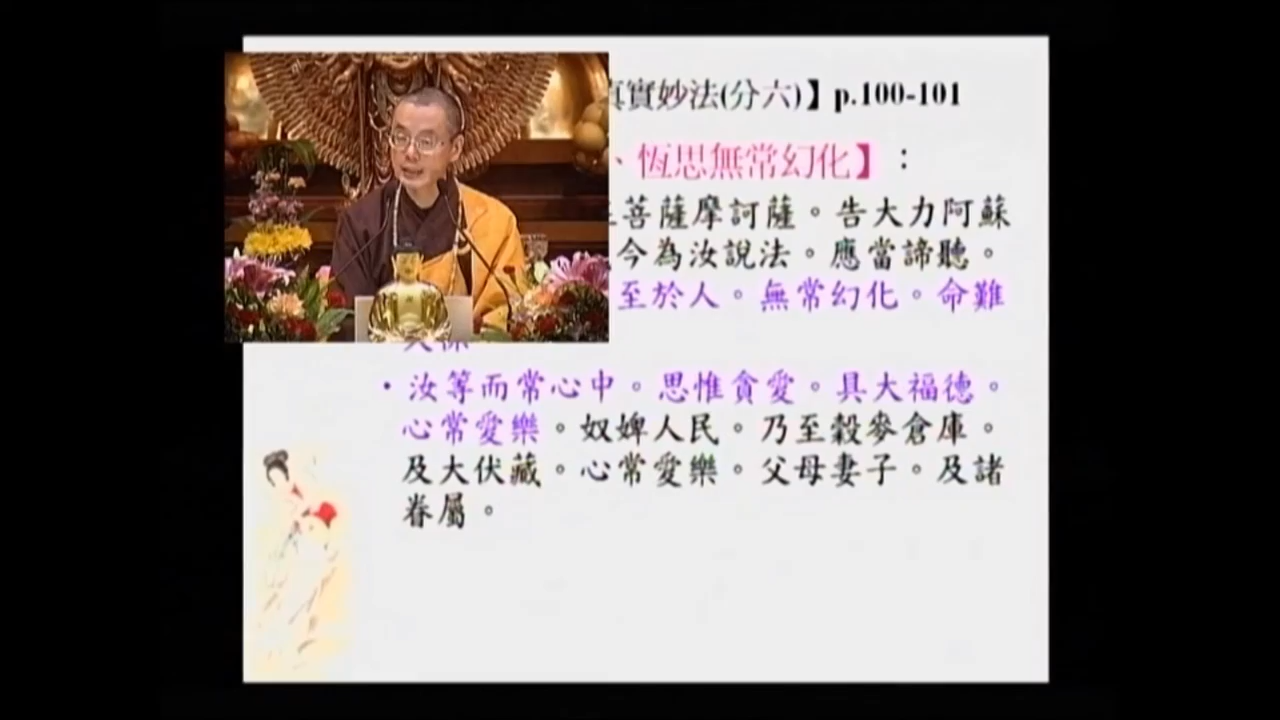 真實妙法(分六)】p.100-101
、恆思無常幻化】：
菩薩摩訶薩。告大力阿蘇
今為汝說法。應當諦聽。
至於人。無常幻化。命難
•汝等而常心中。思惟貪愛。具大福德。
心常愛樂。奴婢人民。乃至穀麥倉庫。
及大伏藏。心常愛樂。父母妻子。及諸
眷屬。